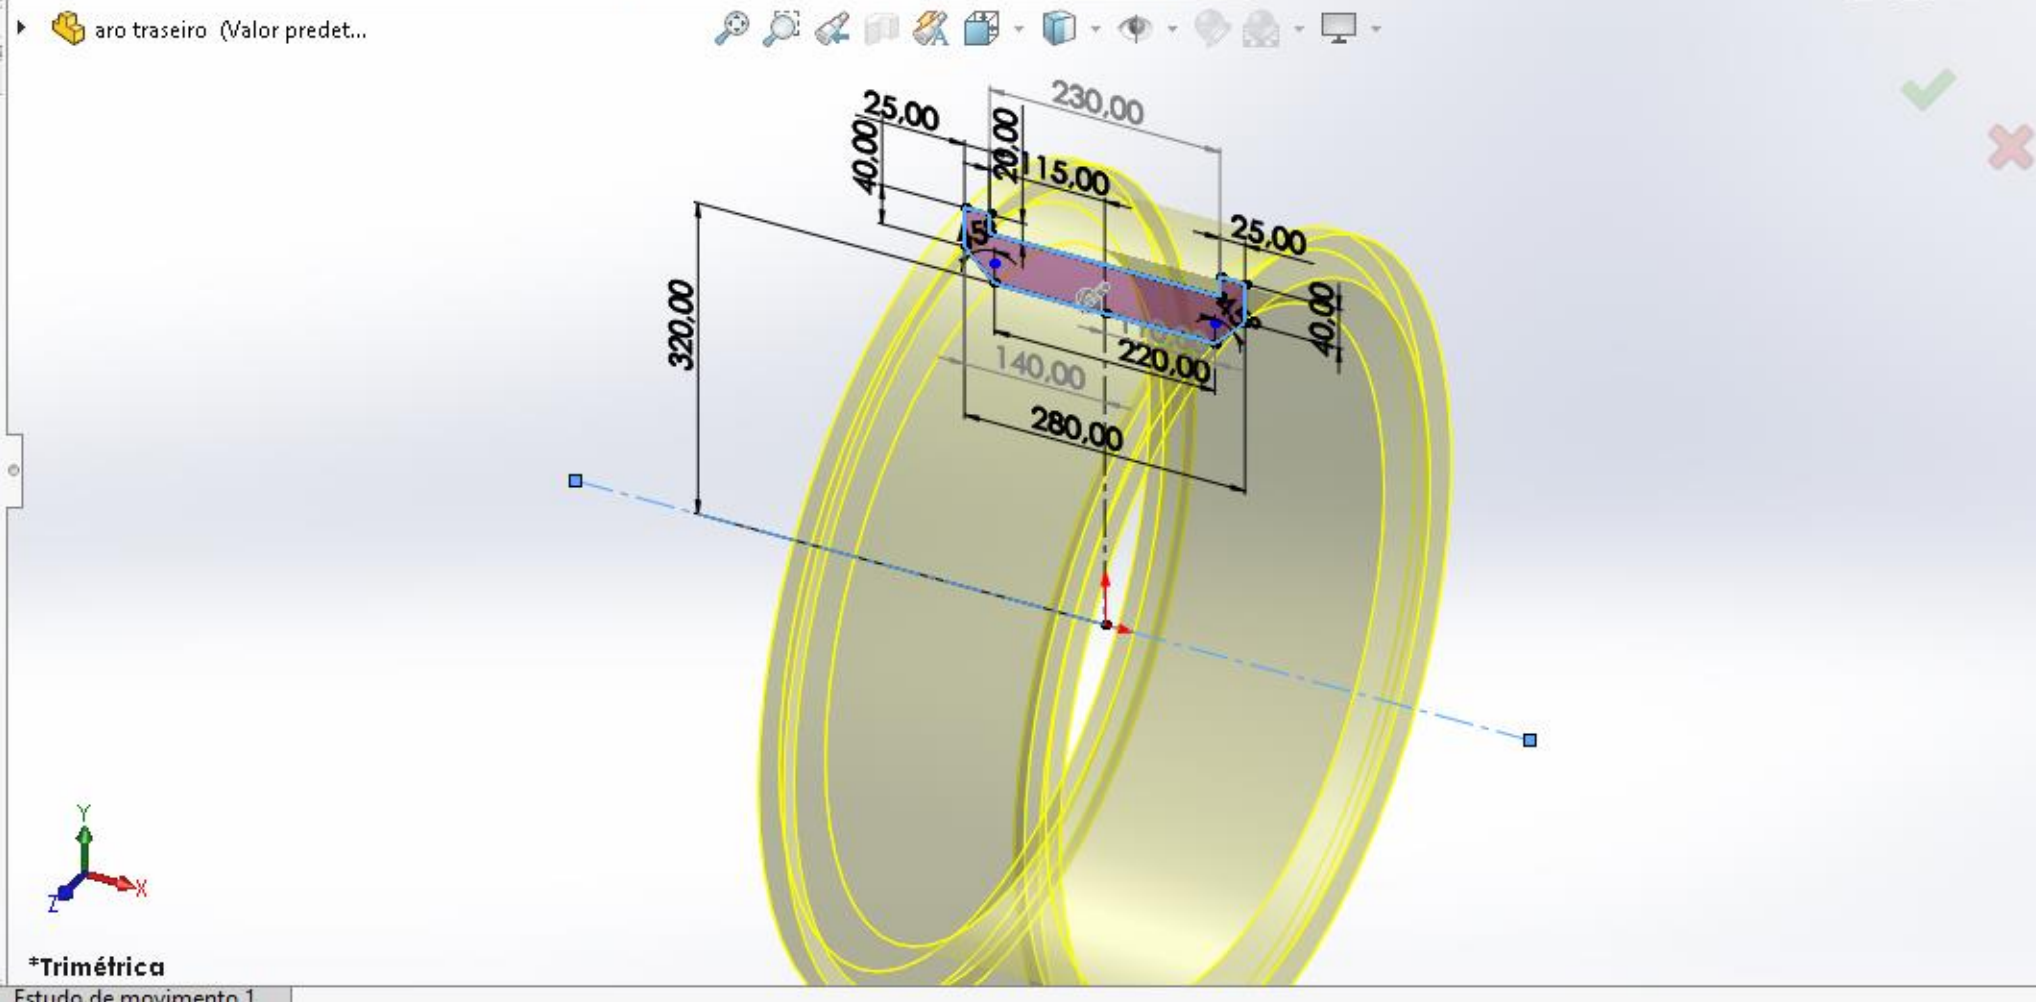 aro traseiro (Valor predet...
230,00
25,00
20,00
40,00
115,00
25,00
320,00
40,00
220,00
140,00
280,00
Y
X
Z
*Trimétrica
Estudo de movimento 1